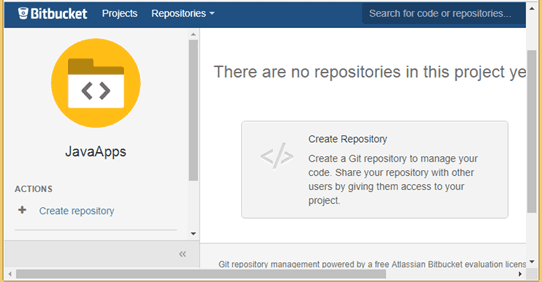 Bitbucket Projects Repositories Search for code or repositories...
JavaApps
ACTIONS
Create repository
There are no repositories in this project ye
Create Repository
Create a Git repository to manage your
code. Share your repository with other
users by giving them access to your
project.
Git repository management powered by a free Atlassian Bitbucket evaluation licens